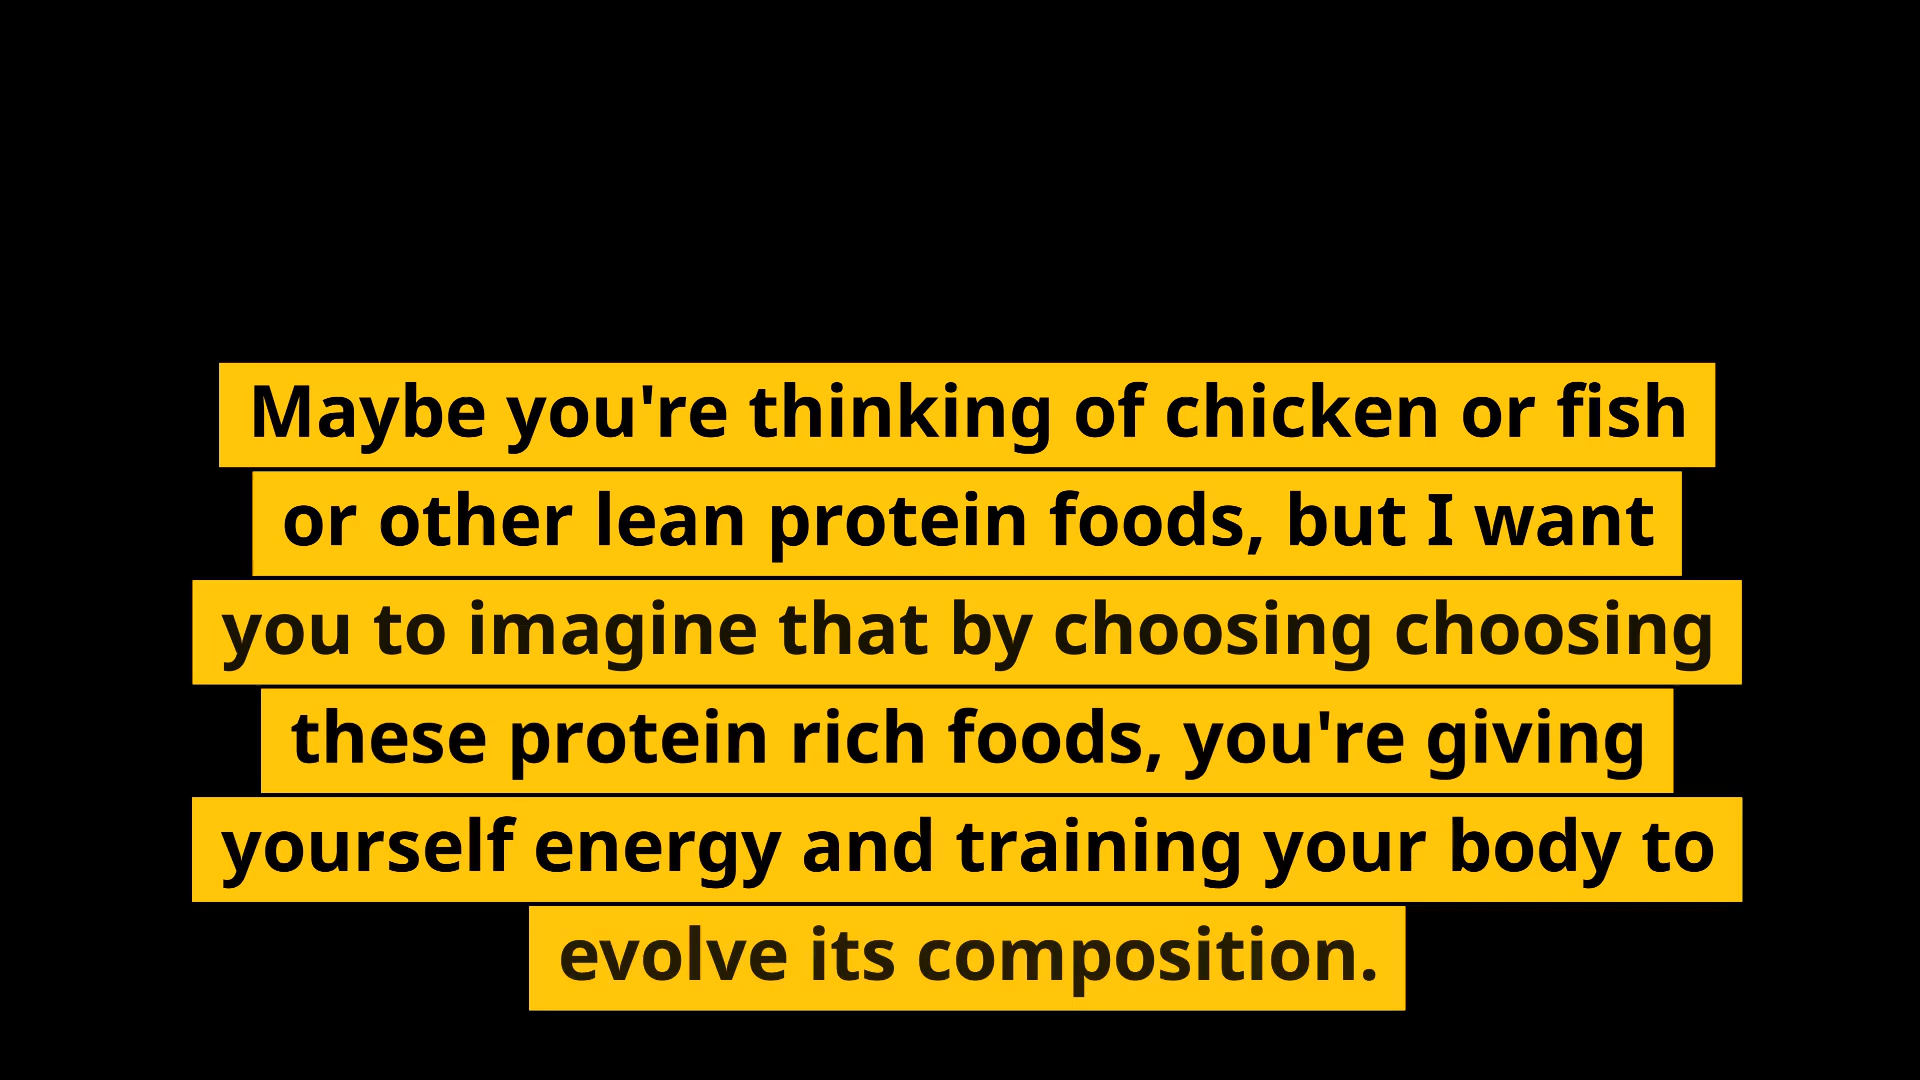 Maybe you're thinking of chicken or fish
or other lean protein foods, but I want
you to imagine that by choosing choosing
these protein rich foods, you're giving
yourself energy and training your body to
evolve its composition.